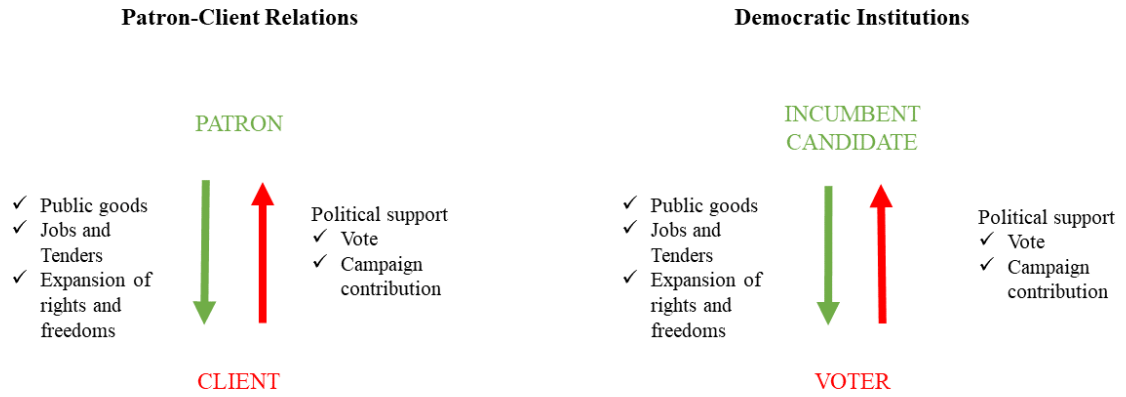 Patron-Client Relations
PATRON
✓ Public goods
✓ Jobs and
Tenders
✓ Expansion of
rights and
freedoms
Political support
✓ Vote
✓ Campaign
contribution
CLIENT
Democratic Institutions
INCUMBENT
CANDIDATE
✓ Public goods
✓ Jobs and
Tenders
✓ Expansion of
rights and
freedoms
Political support
✓ Vote
✓ Campaign
contribution
VOTER